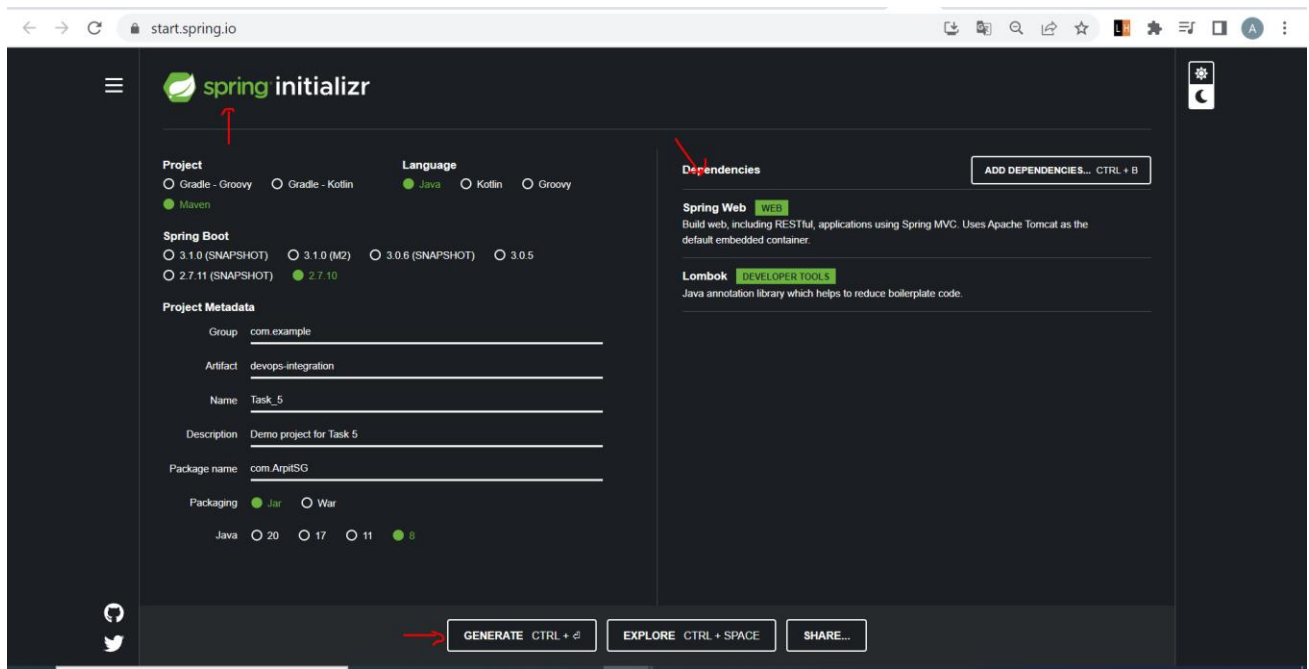 start.spring.io
A
spring initializr
Project
Gradle - Groovy Gradle - Kotlin
Maven
Language
Java Kotlin Groovy
Spring Boot
3.1.0 (SNAPSHOT) 3.1.0 (M2) 3.0.6 (SNAPSHOT) 3.0.5
2.7.11 (SNAPSHOT) 2.7.10
Project Metadata
Group com.example
Artifact devops-integration
Name Task_5
Description Demo project for Task 5
Package name com.ArpitSG
Packaging Jar War
Java 20 17 11 8
Dependencies ADD DEPENDENCIES... CTRL + B
Spring Web WEB
Build web, including RESTful, applications using Spring MVC. Uses Apache Tomcat as the
default embedded container.
Lombok DEVELOPER TOOLS
Java annotation library which helps to reduce boilerplate code.
GENERATE CTRL + ⏎ EXPLORE CTRL + SPACE SHARE...